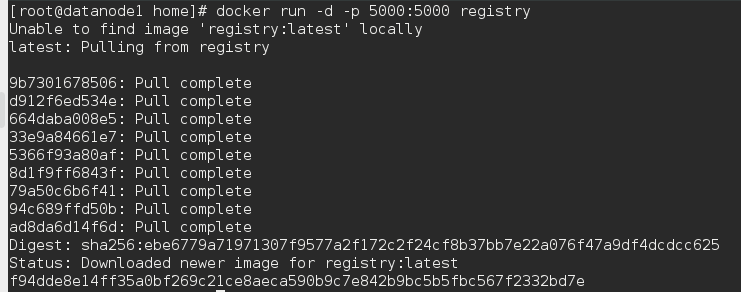 [root@datanode1 home]# docker run -d -p 5000:5000 registry
Unable to find image 'registry:latest' locally
latest: Pulling from registry
9b7301678506: Pull complete
d912f6ed534e: Pull complete
664daba008e5: Pull complete
33e9a84661e7: Pull complete
5366f93a80af: Pull complete
8d1f9ff6843f: Pull complete
79a50c6b6f41: Pull complete
94c689ffd50b: Pull complete
ad8da6d14f6d: Pull complete
Digest: sha256:ebe6779a71971307f9577a2f172c2f24cf8b37bb7e22a076f47a9df4dcdcc625
Status: Downloaded newer image for registry:latest
f94dde8e14ff35a0bf269c21ce8aeca590b9c7e842b9bc5b5fbc567f2332bd7e